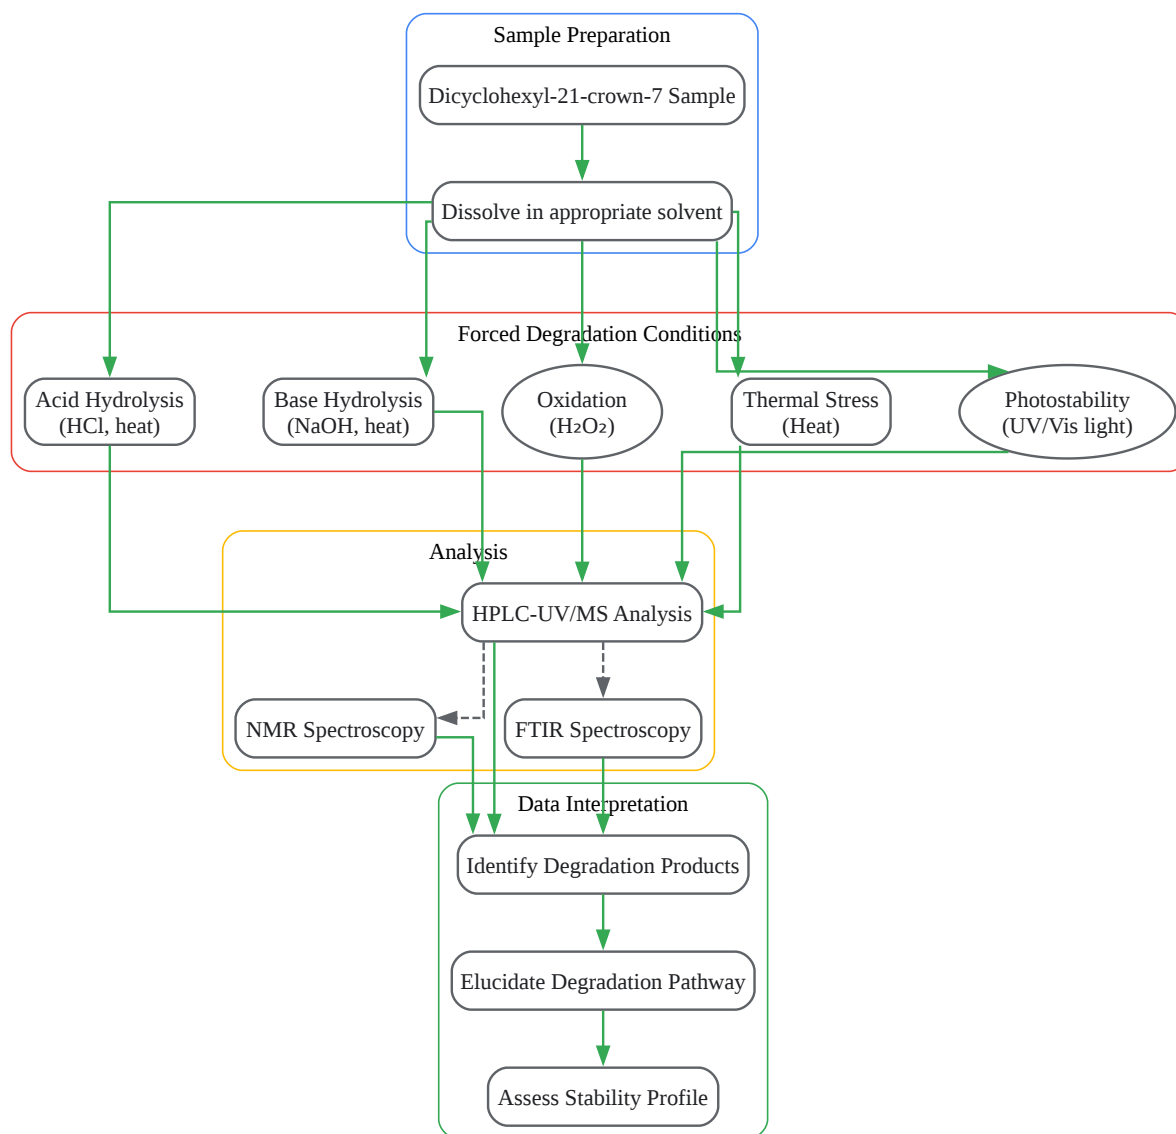 Sample Preparation
Dicyclohexyl-21-crown-7 Sample
Dissolve in appropriate solvent
Forced Degradation Conditions
Acid Hydrolysis
(HCl, heat)
Base Hydrolysis
(NaOH, heat)
Oxidation
(H₂O₂)
Thermal Stress
(Heat)
Photostability
(UV/Vis light)
Analysis
HPLC-UV/MS Analysis
NMR Spectroscopy
FTIR Spectroscopy
Data Interpretation
Identify Degradation Products
Elucidate Degradation Pathway
Assess Stability Profile